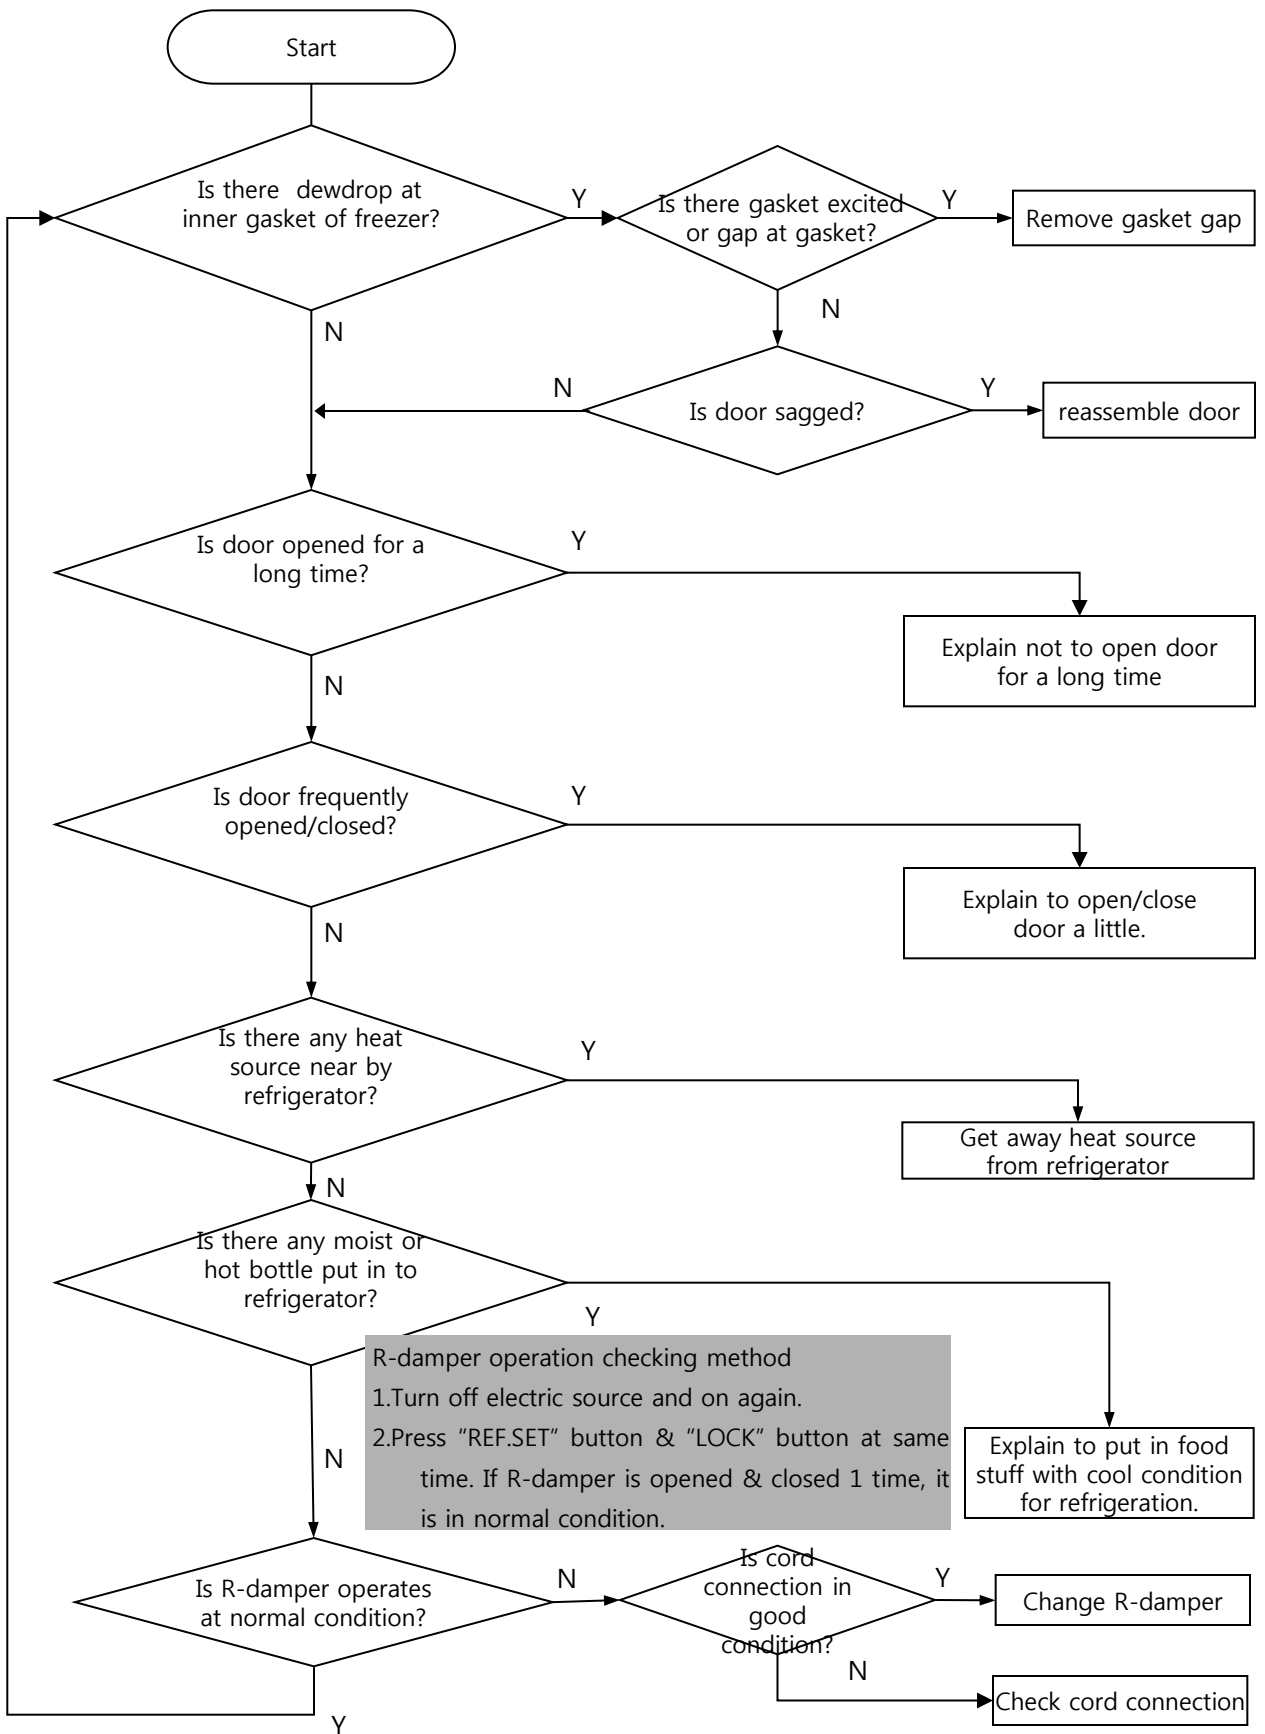 Start
Is there dewdrop at
inner gasket of freezer?
Y
Is there gasket excited
or gap at gasket?
Y
Remove gasket gap
N
N
Is door sagged?
N
Y
reassemble door
Is door opened for a
long time?
Y
Explain not to open door
for a long time
N
Is door frequently
opened/closed?
Y
Explain to open/close
door a little.
N
Is there any heat
source near by
refrigerator?
Y
Get away heat source
from refrigerator
N
Is there any moist or
hot bottle put in to
refrigerator?
Y
Explain to put in food
stuff with cool condition
for refrigeration.
N
R-damper operation checking method
1.Turn off electric source and on again.
2.Press “REF.SET” button & “LOCK” button at same
time. If R-damper is opened & closed 1 time, it
is in normal condition.
Is R-damper operates
at normal condition?
N
Is cord
connection in
good
condition?
Y
Change R-damper
N
Check cord connection
Y